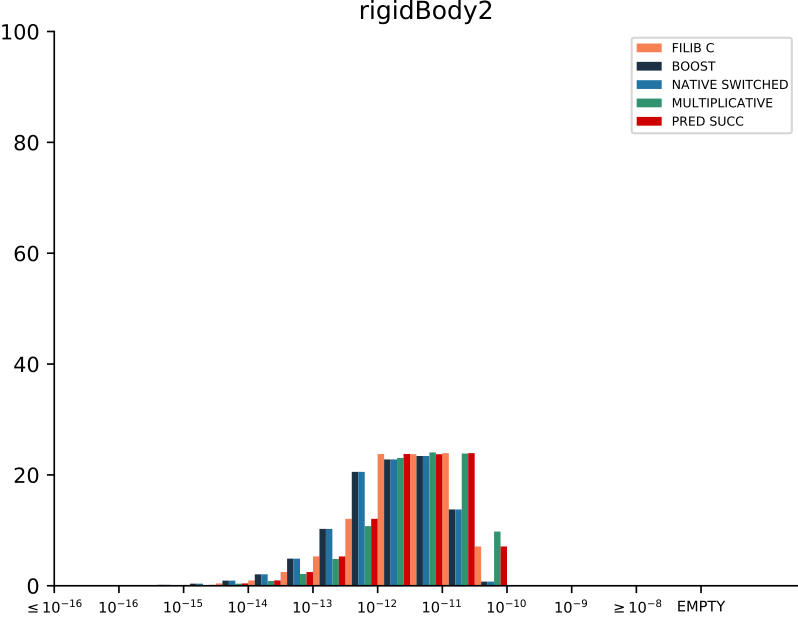 rigidBody2
100
80
60
40
20
0
FILIB C
BOOST
NATIVE SWITCHED
MULTIPLICATIVE
PRED SUCC
≤10⁻¹⁶ 10⁻¹⁶ 10⁻¹⁵ 10⁻¹⁴ 10⁻¹³ 10⁻¹² 10⁻¹¹ 10⁻¹⁰ 10⁻⁹ ≥10⁻⁸ EMPTY